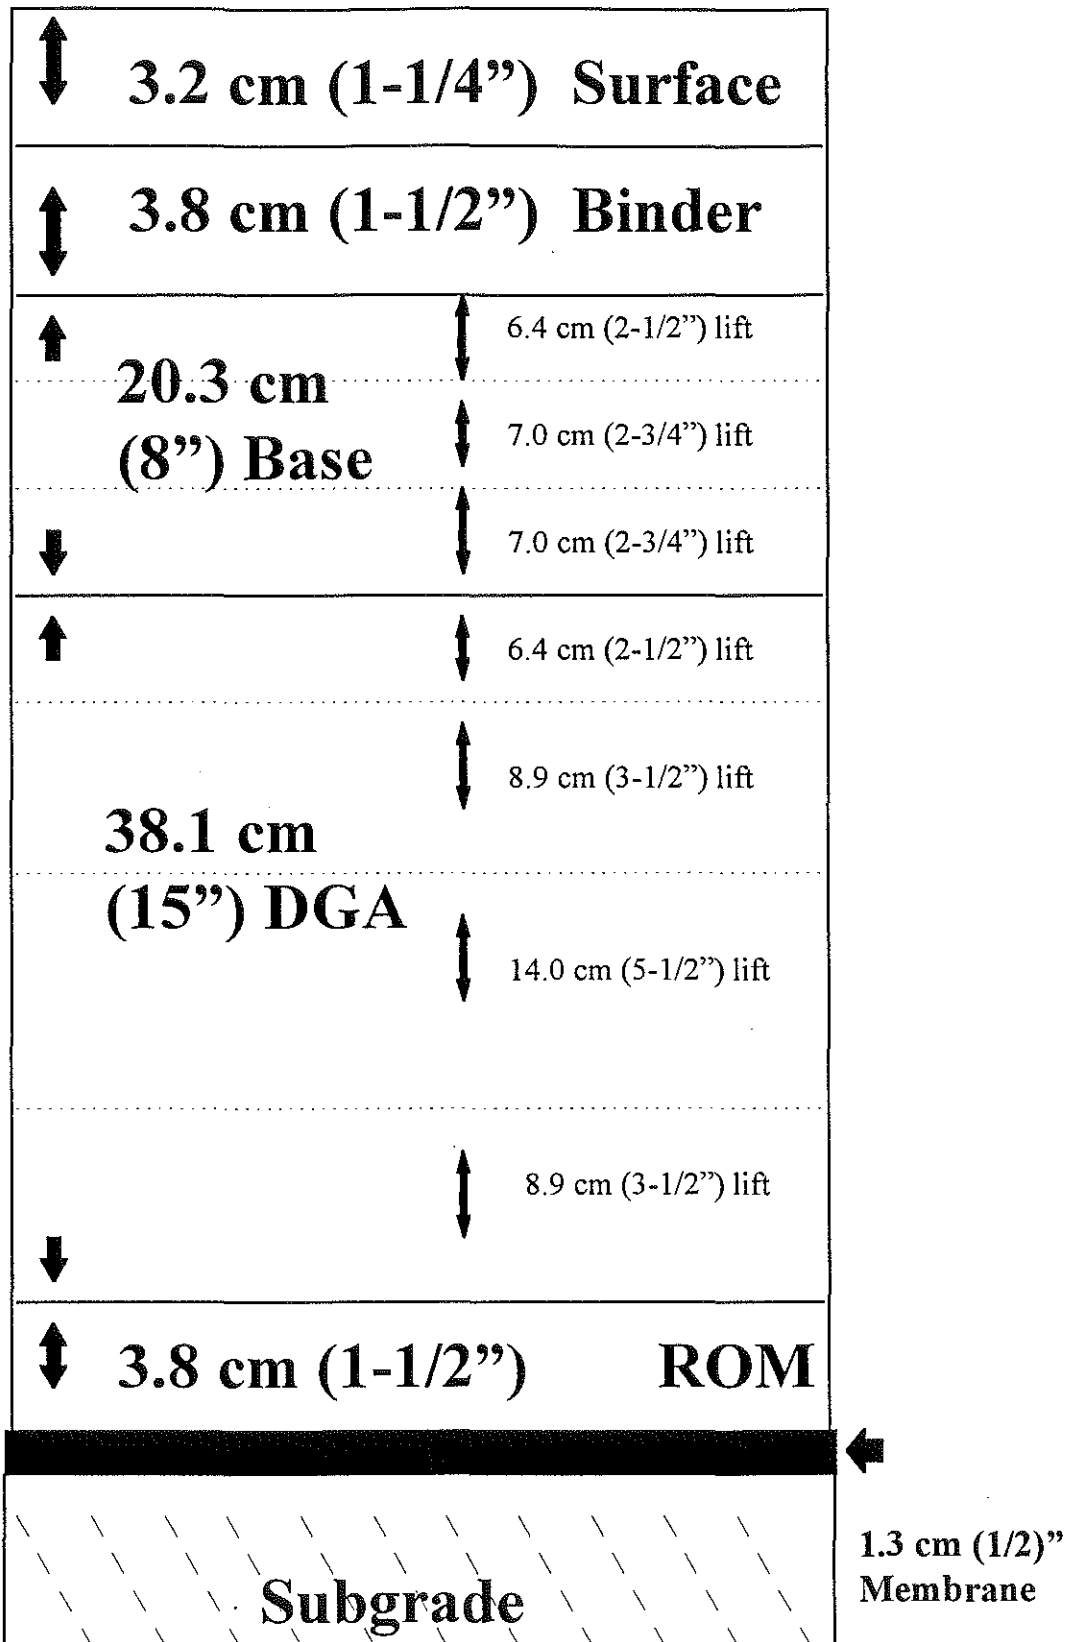 3.2 cm (1-1/4”) Surface
3.8 cm (1-1/2”) Binder
6.4 cm (2-1/2”) lift
20.3 cm
7.0 cm (2-3/4”) lift
(8”) Base
7.0 cm (2-3/4”) lift
6.4 cm (2-1/2”) lift
8.9 cm (3-1/2”) lift
38.1 cm
(15”) DGA
14.0 cm (5-1/2”) lift
8.9 cm (3-1/2”) lift
3.8 cm (1-1/2”) ROM
1.3 cm (1/2)”
Membrane
Subgrade